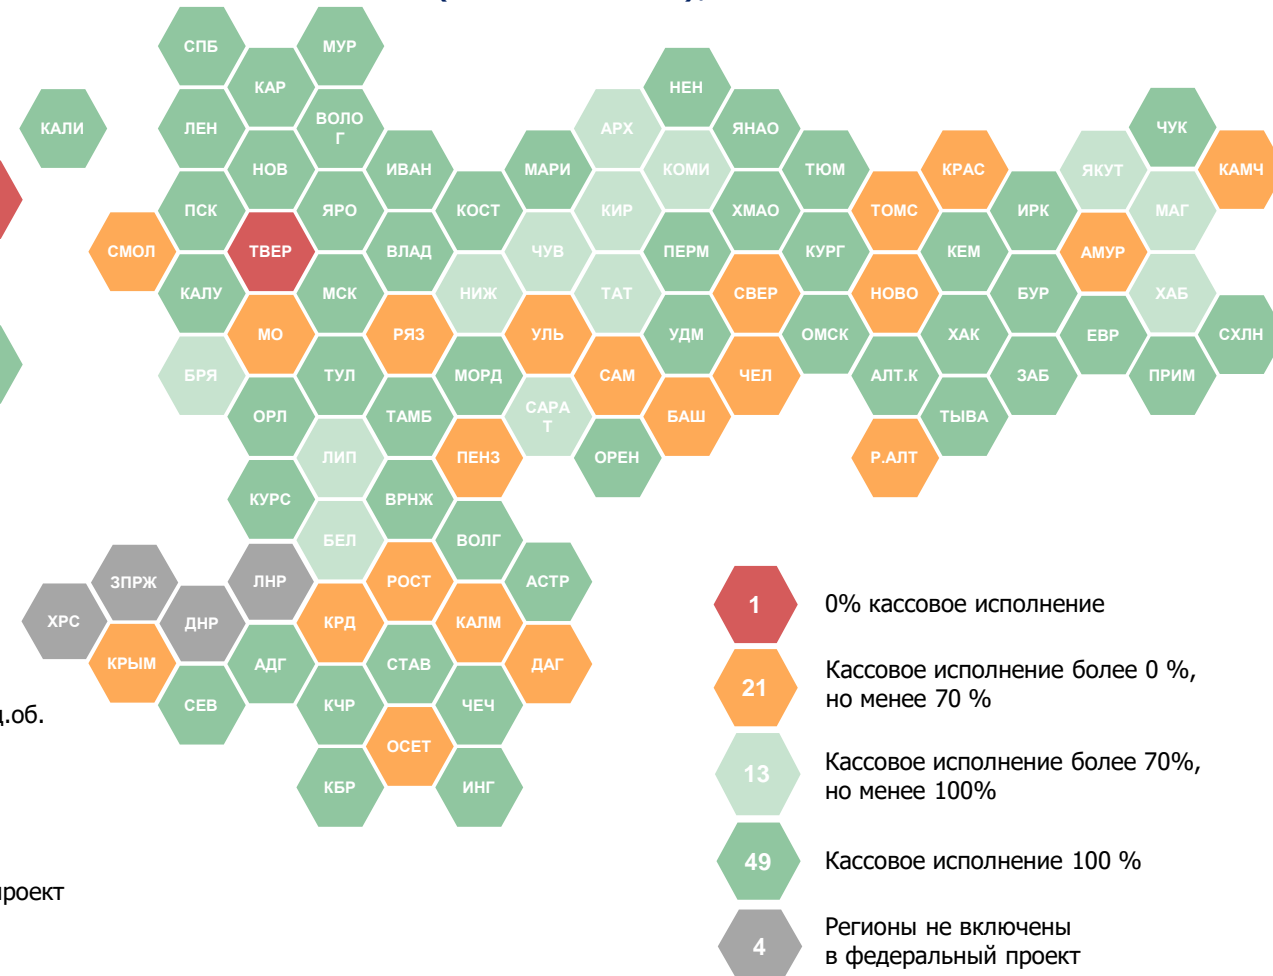 СПБ
МУР
КАР
НЕН
КАЛИ
ЛЕН
ВОЛО
Г
АРХ
ЯНАО
ЧУК
НОВ
ИВАН
МАРИ
КОМИ
ТЮМ
КРАС
ЯКУТ
КАМЧ
ПСК
ЯРО
КОСТ
КИР
ХМАО
ТОМС
ИРК
МАГ
СМОЛ
ТВЕР
ВЛАД
ЧУВ
ПЕРМ
КУРГ
КЕМ
АМУР
КАЛУ
МСК
НИЖ
ТАТ
СВЕР
НОВО
БУР
ХАБ
МО
РЯЗ
УЛЬ
УДМ
ОМСК
ХАК
ЕВР
СХЛН
БРЯ
ТУЛ
МОРД
САМ
ЧЕЛ
АЛТ.К
ЗАБ
ПРИМ
ОРЛ
ТАМБ
САРА
Т
БАШ
ТЫВА
ЛИП
ПЕНЗ
ОРЕН
Р.АЛТ
КУРС
ВРНЖ
БЕЛ
ВОЛГ
ЗПРЖ
ЛНР
РОСТ
АСТР
ХРС
ДНР
КРД
КАЛМ
КРЫМ
АДГ
СТАВ
ДАГ
СЕВ
КЧР
ЧЕЧ
ОСЕТ
КБР
ИНГ
д.об.
проект
1
0% кассовое исполнение
21
Кассовое исполнение более 0 %,
но менее 70 %
13
Кассовое исполнение более 70%,
но менее 100%
49
Кассовое исполнение 100 %
4
Регионы не включены
в федеральный проект